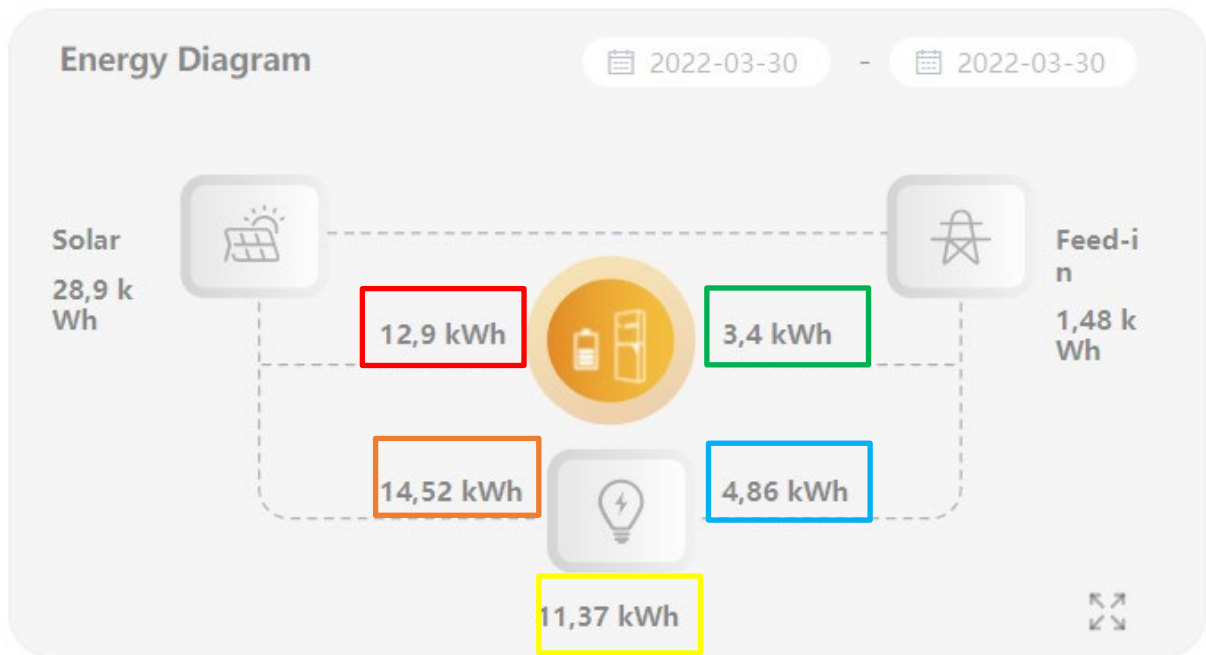 Energy Diagram
2022-03-30 - 2022-03-30
Solar
28,9 k
Wh
Feed-i
n
1,48 k
Wh
12,9 kWh
3,4 kWh
14,52 kWh
4,86 kWh
11,37 kWh